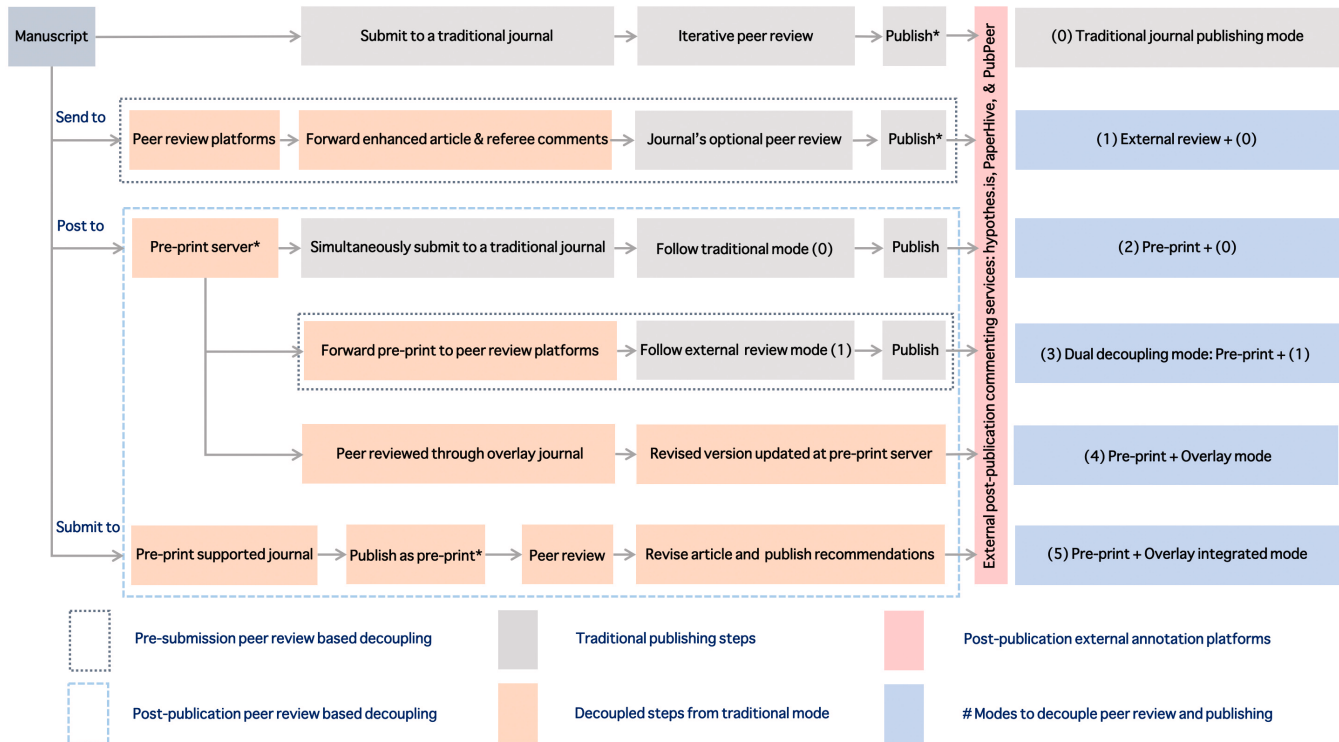 Manuscript
Submit to a traditional journal
Iterative peer review
Publish*
(0) Traditional journal publishing mode
Send to
Peer review platforms
Forward enhanced article & referee comments
Journal's optional peer review
Publish*
(1) External review + (0)
Post to
Pre-print server*
Simultaneously submit to a traditional journal
Follow traditional mode (0)
Publish
(2) Pre-print + (0)
Forward pre-print to peer review platforms
Follow external review mode (1)
Publish
(3) Dual decoupling mode: Pre-print + (1)
Peer reviewed through overlay journal
Revised version updated at pre-print server
(4) Pre-print + Overlay mode
Submit to
Pre-print supported journal
Publish as pre-print*
Peer review
Revise article and publish recommendations
(5) Pre-print + Overlay integrated mode
External post-publication commenting services: hypothes.is, PaperHive, & PubPeer
Pre-submission peer review based decoupling
Traditional publishing steps
Post-publication external annotation platforms
Post-publication peer review based decoupling
Decoupled steps from traditional mode
# Modes to decouple peer review and publishing